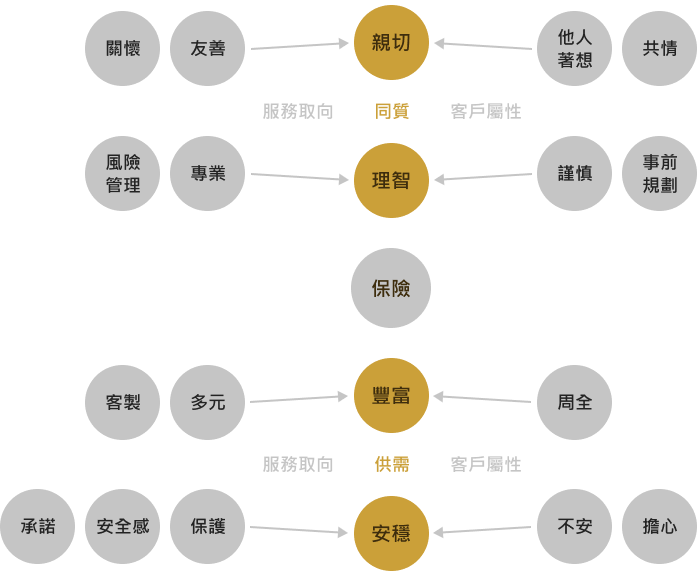 關懷
友善
親切
他人
著想
共情
服務取向
同質
客戶屬性
風險
管理
專業
理智
謹慎
事前
規劃
保險
客製
多元
豐富
周全
服務取向
供需
客戶屬性
承諾
安全感
保護
安穩
不安
擔心